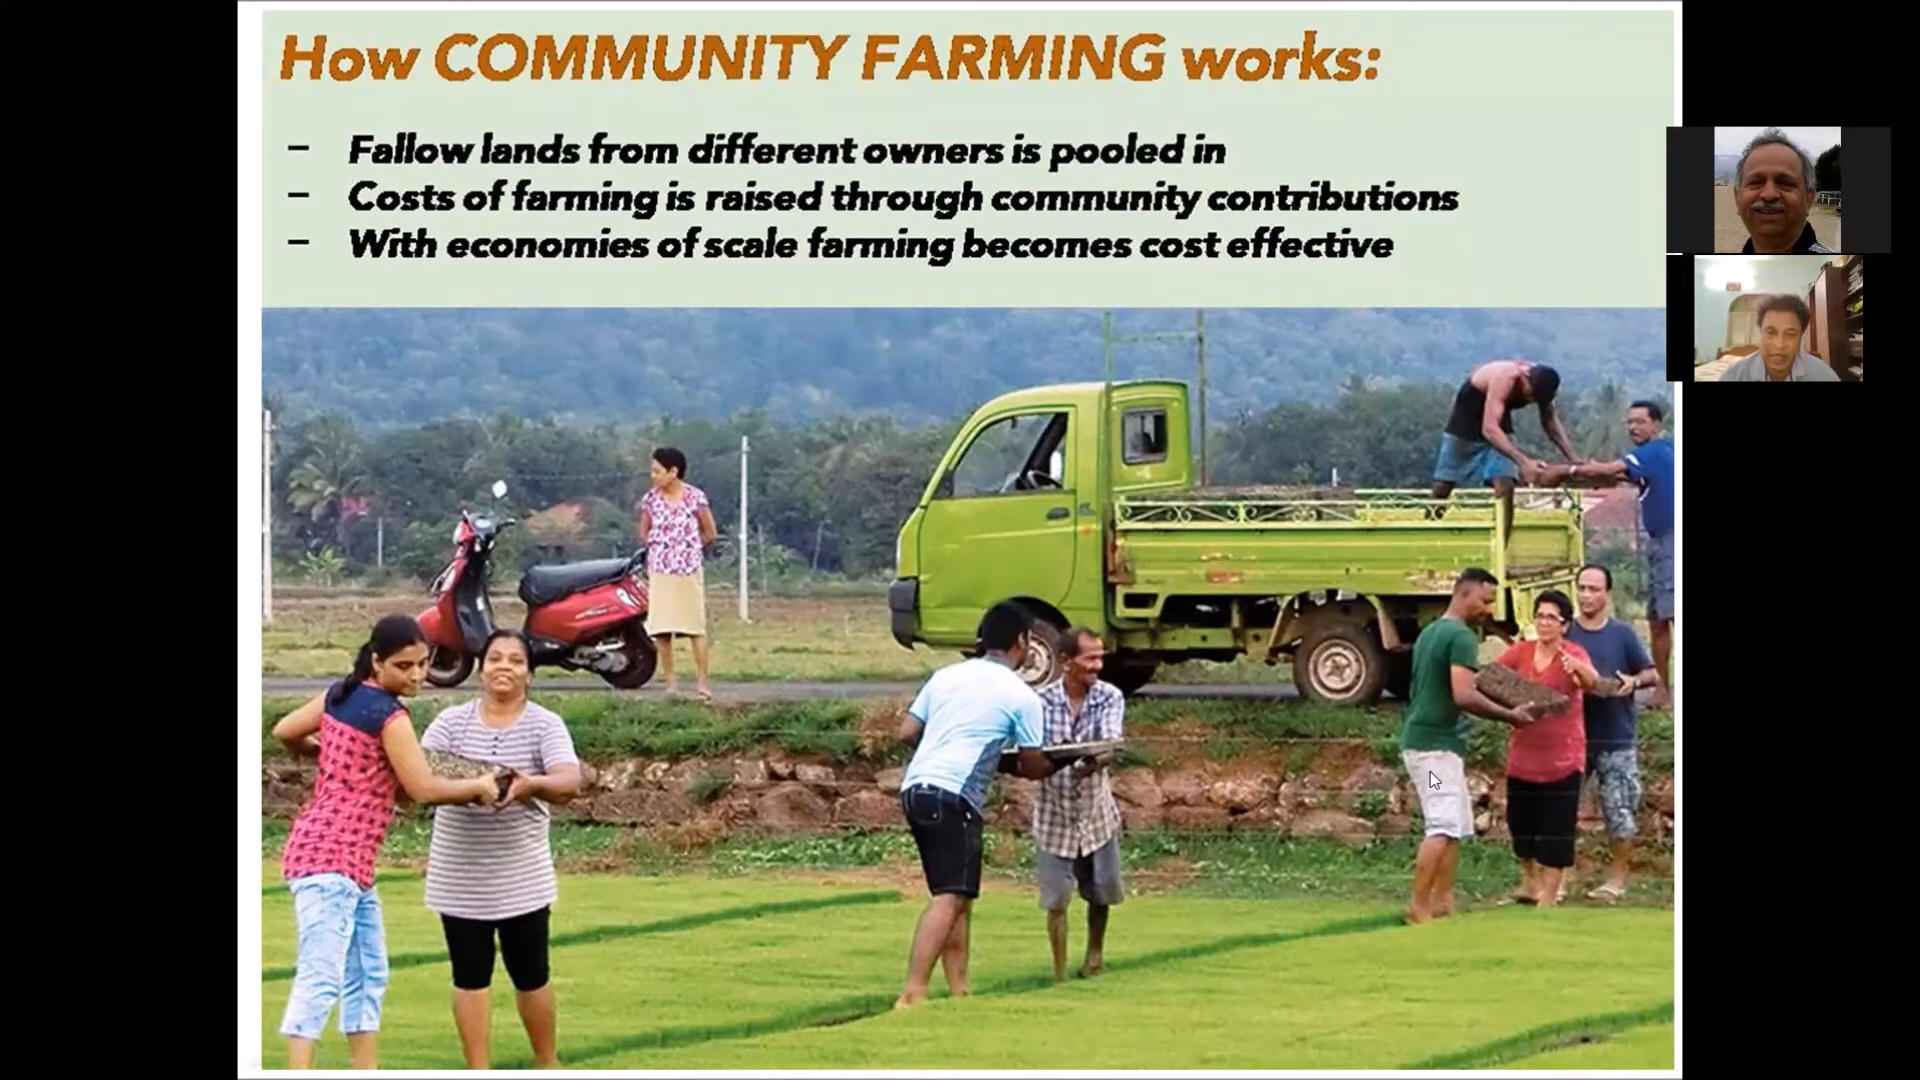 How COMMUNITY FARMING works:
– Fallow lands from different owners is pooled in
– Costs of farming is raised through community contributions
– With economies of scale farming becomes cost effective